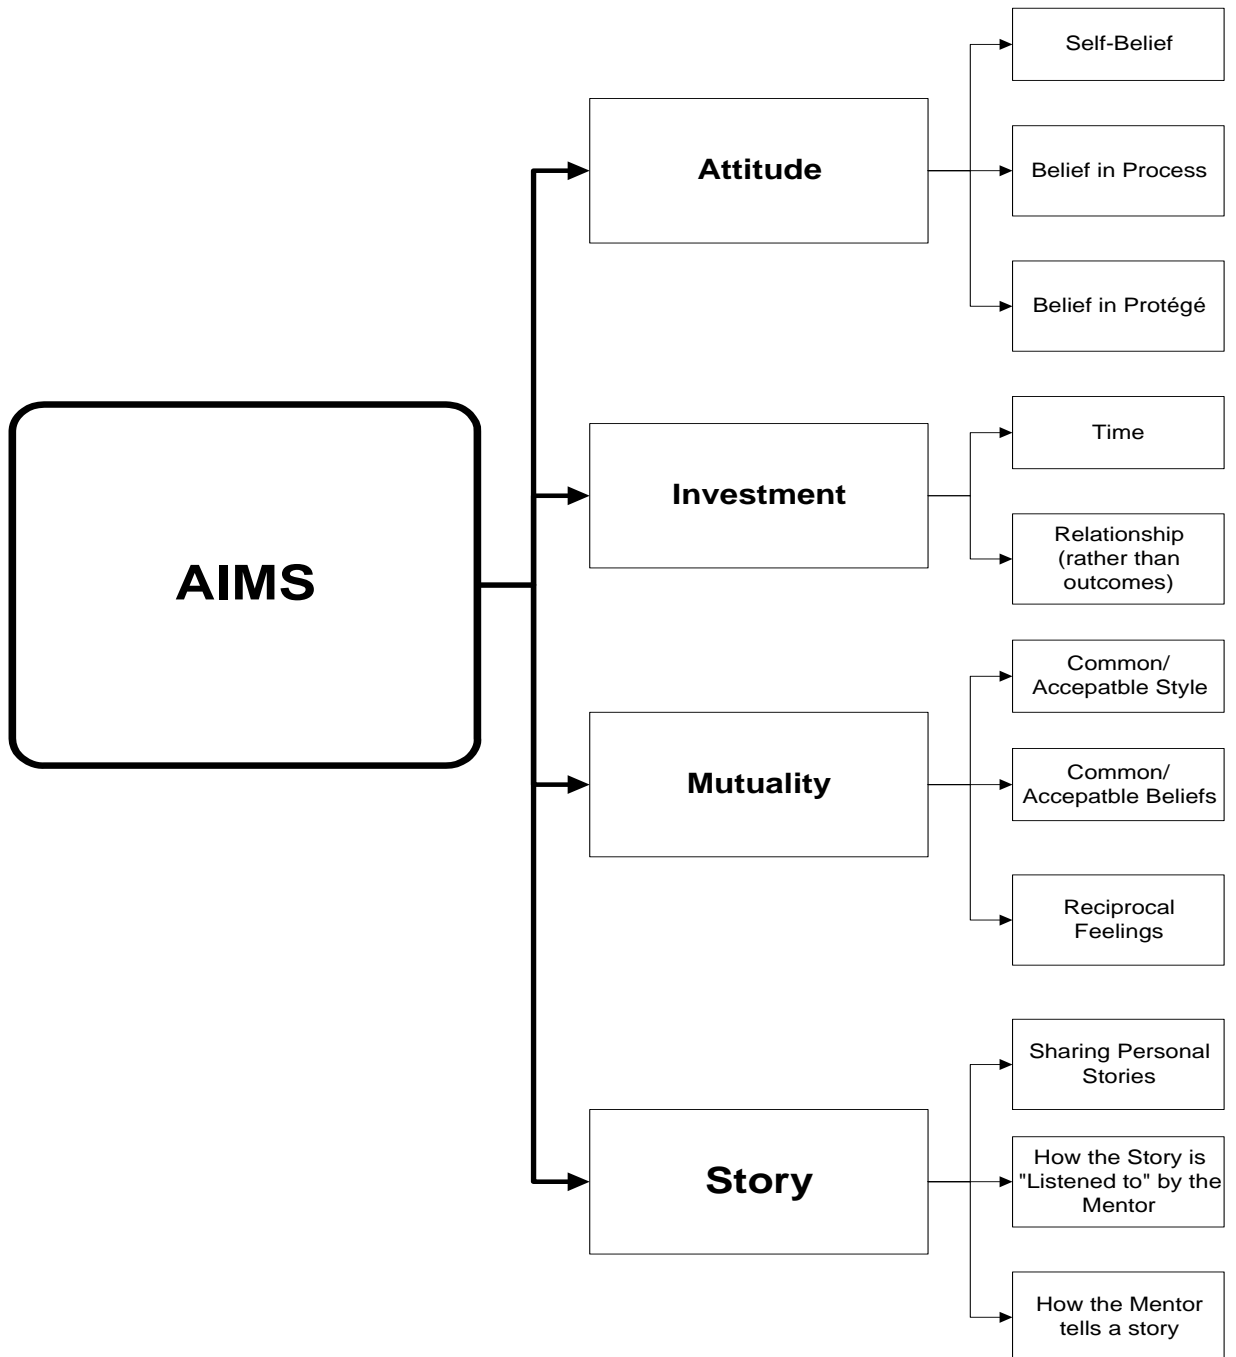 AIMS
Attitude
Self-Belief
Belief in Process
Belief in Protégé
Investment
Time
Relationship
(rather than
outcomes)
Mutuality
Common/
Accepatble Style
Common/
Accepatble Beliefs
Reciprocal
Feelings
Story
Sharing Personal
Stories
How the Story is
"Listened to" by the
Mentor
How the Mentor
tells a story